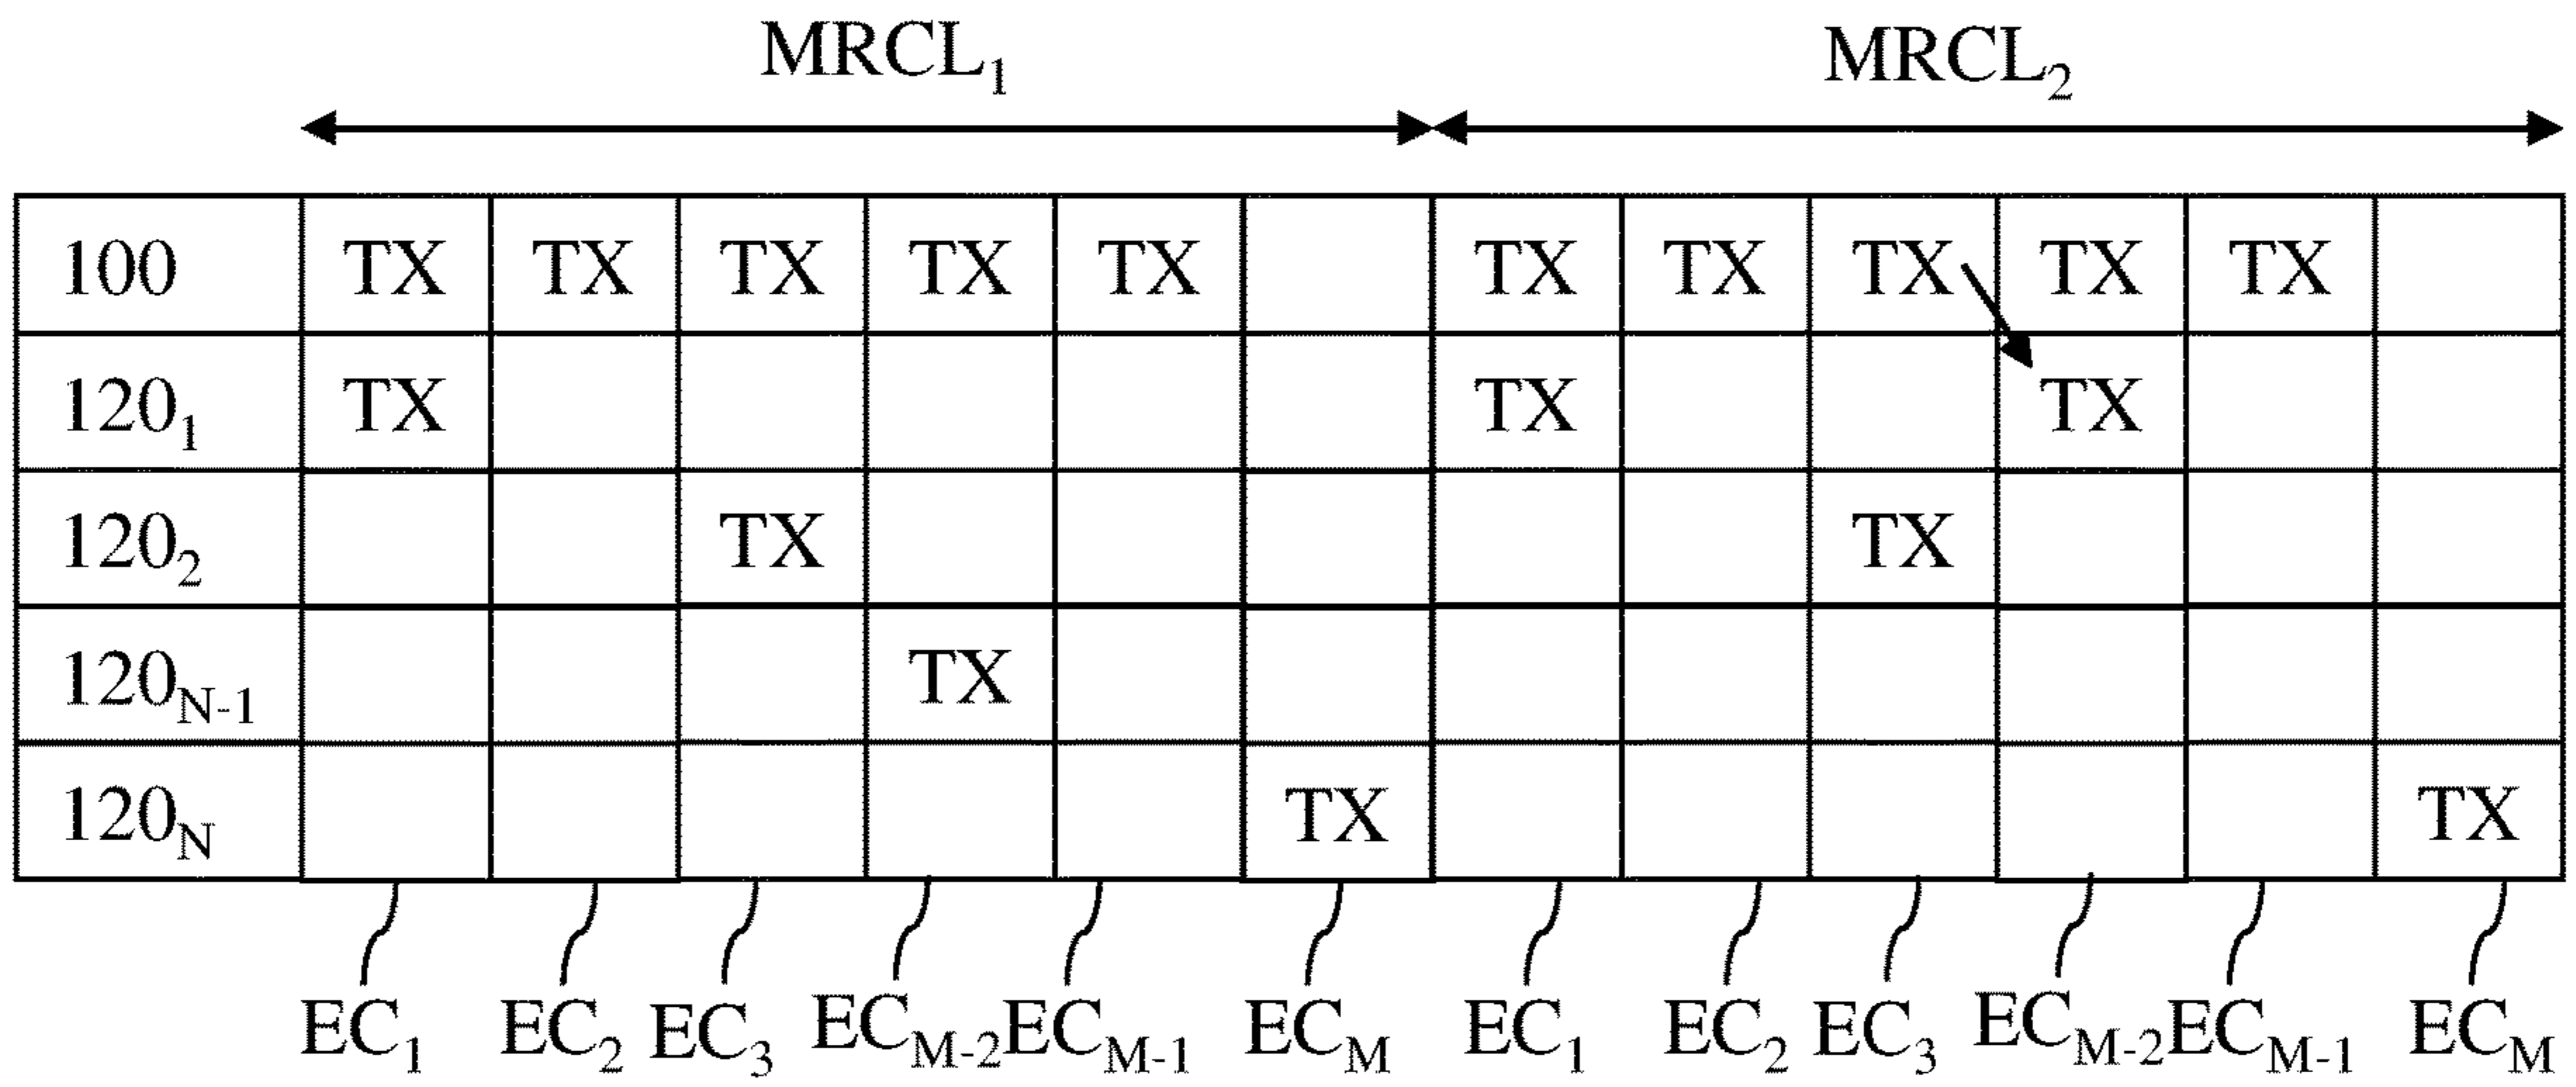 MRCL₁ MRCL₂
100 TX TX TX TX TX TX TX TX TX TX
120₁ TX TX TX
120₂ TX TX
120N-1 TX
120N TX TX
EC₁ EC₂ EC₃ ECM-2 ECM-1 ECM EC₁ EC₂ EC₃ ECM-2 ECM-1 ECM